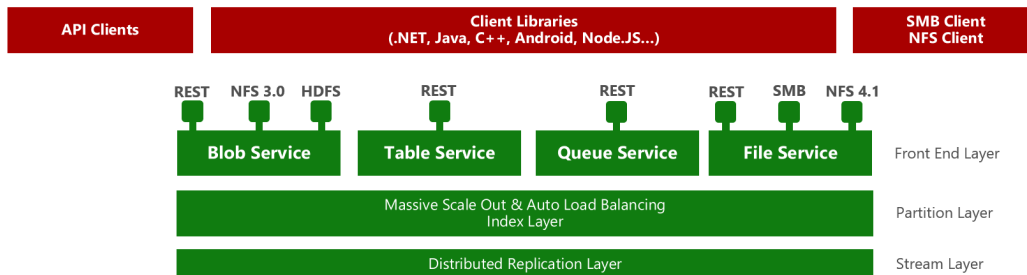 API Clients
Client Libraries
(.NET, Java, C++, Android, Node.JS...)
SMB Client
NFS Client
REST NFS 3.0 HDFS REST REST REST SMB NFS 4.1
Blob Service Table Service Queue Service File Service Front End Layer
Massive Scale Out & Auto Load Balancing
Index Layer
Partition Layer
Distributed Replication Layer Stream Layer